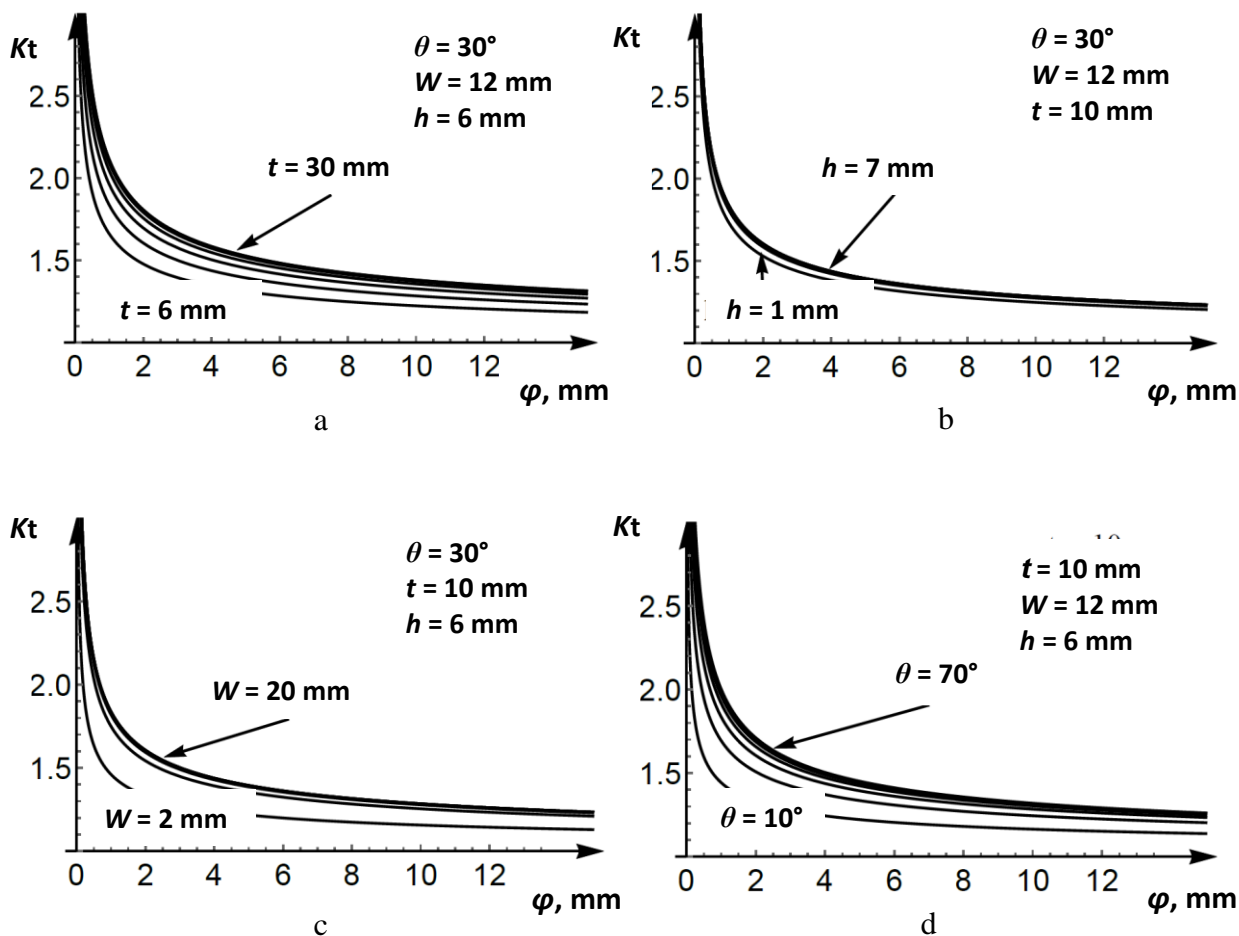 Kt
θ = 30°
W = 12 mm
h = 6 mm
2.5
2.0
1.5
t = 30 mm
t = 6 mm
0 2 4 6 8 10 12
φ, mm
a
Kt
θ = 30°
W = 12 mm
t = 10 mm
2.5
2.0
1.5
h = 7 mm
h = 1 mm
0 2 4 6 8 10 12
φ, mm
b
Kt
θ = 30°
t = 10 mm
h = 6 mm
2.5
2.0
1.5
W = 20 mm
W = 2 mm
0 2 4 6 8 10 12
φ, mm
c
Kt
t = 10 mm
W = 12 mm
h = 6 mm
2.5
2.0
1.5
θ = 70°
θ = 10°
0 2 4 6 8 10 12
φ, mm
d